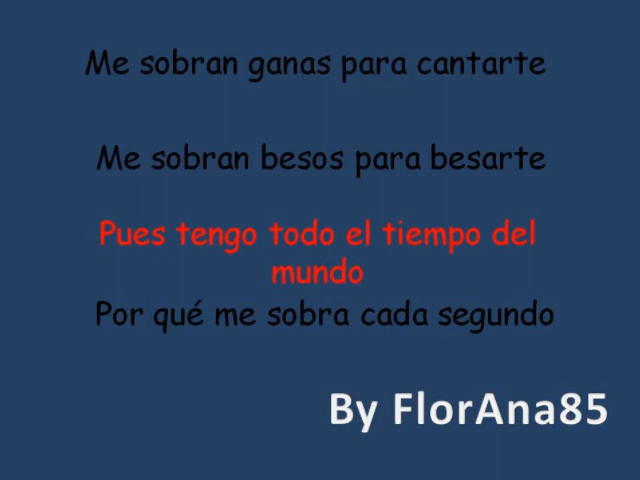 Me sobran ganas para cantarte
Me sobran besos para besarte
Pues tengo todo el tiempo del
mundo
Por qué me sobra cada segundo
By FlorAna85